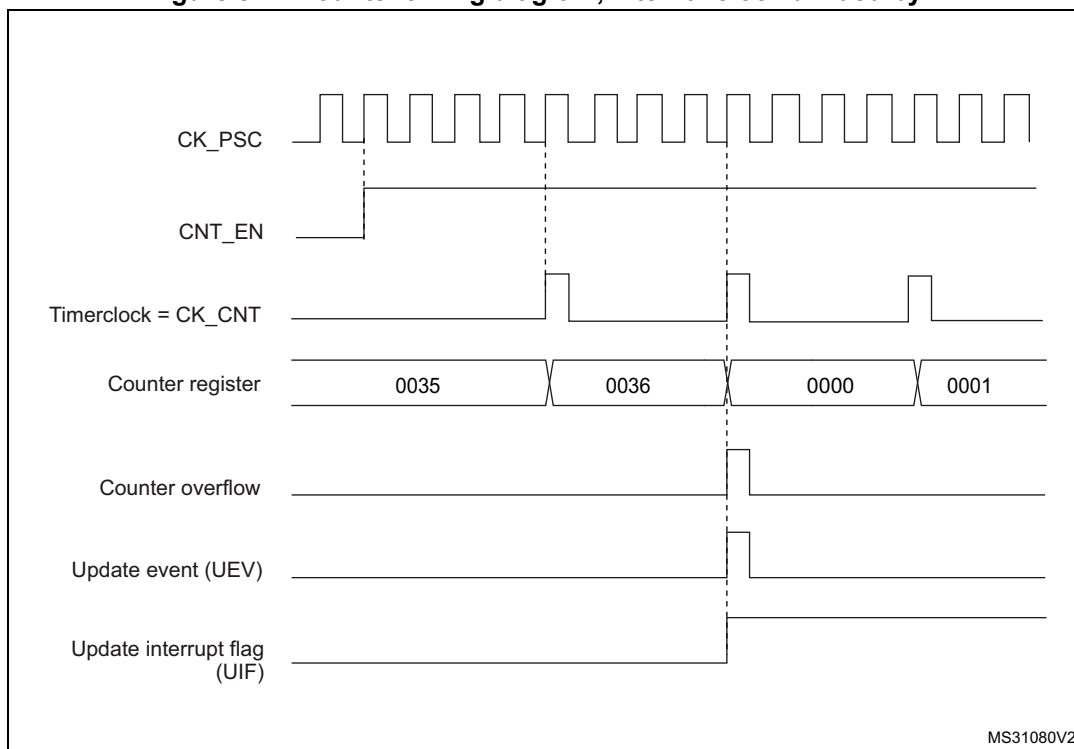 CK_PSC
CNT_EN
Timerclock = CK_CNT
Counter register
0035 0036 0000 0001
Counter overflow
Update event (UEV)
Update interrupt flag
(UIF)
MS31080V2